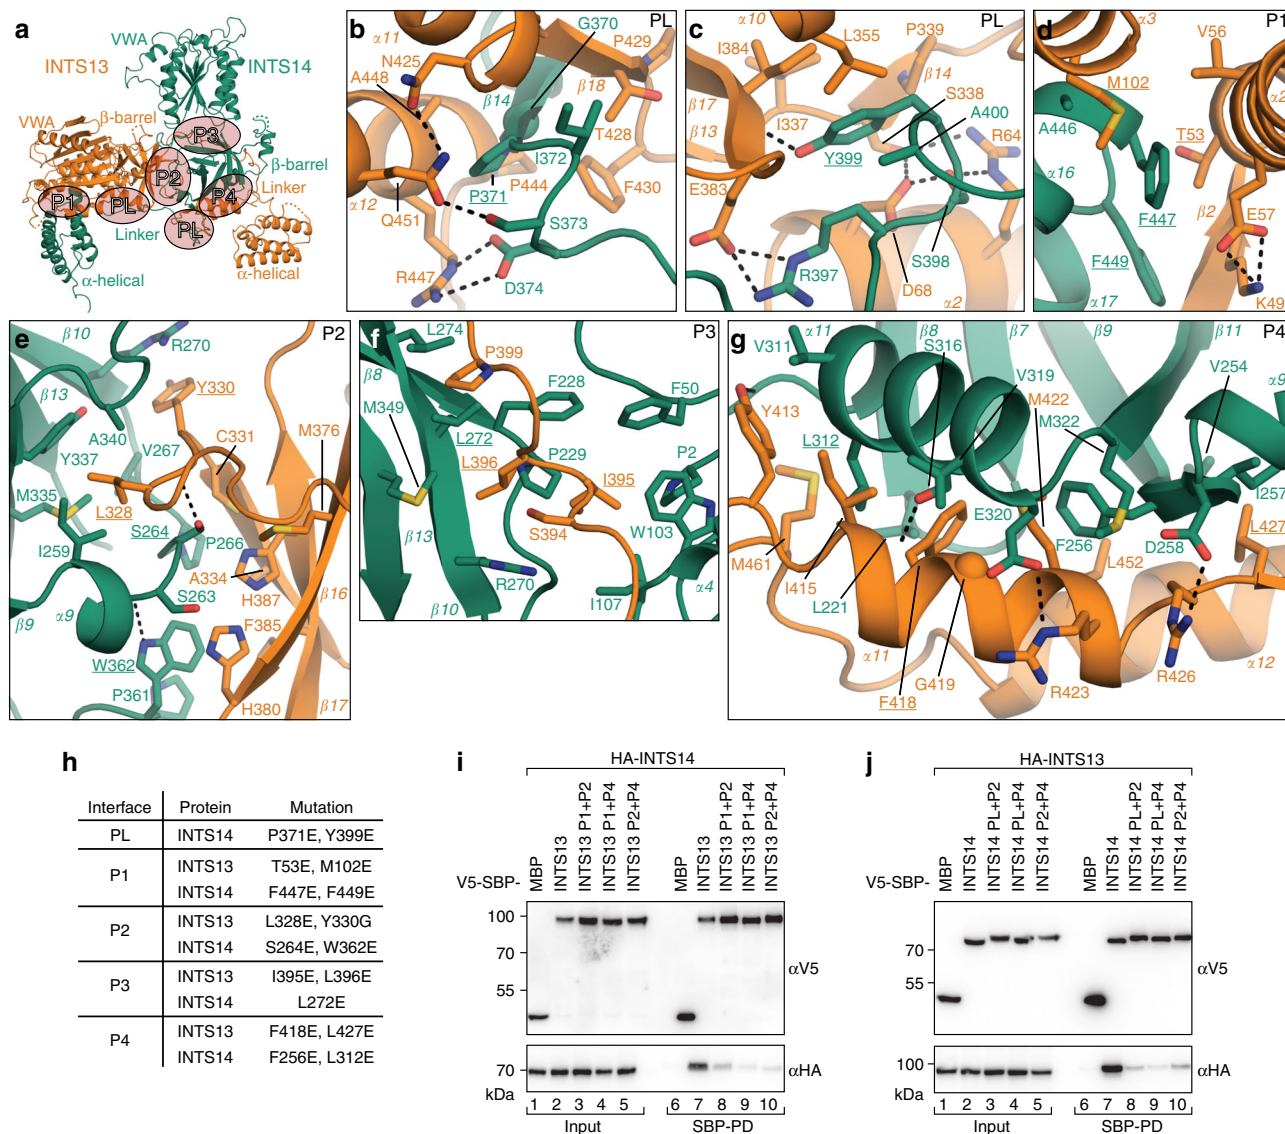 a
VWA
INTS13
INTS14
VWA
β-barrel
P3
P2
β-barrel
P1
PL
P4
Linker
Linker
PL
α-helical
α-helical
b
PL
G370
P429
α11
N425
A448
β18
β14
T428
I372
P444
F430
P371
α12
Q451
S373
R447
D374
c
PL
α10
L355
P339
I384
β14
β17
S338
β13
A400
I337
R64
Y399
E383
R397
S398
D68
α2
d
P1
α3
V56
M102
α2
A446
T53
α16
F447
β2
E57
F449
α17
K49
e
P2
β10
R270
Y330
β13
A340
C331
M376
V267
Y337
M335
L328
S264
P266
I259
A334
β16
S263
H387
β9
α9
F385
W362
P361
H380
β17
f
P3
L274
P399
β8
F228
F50
M349
L272
P2
L396
P229
I395
W103
S394
β13
R270
I107
α4
β10
g
P4
α11
β8
β7
β9
β11
V311
S316
V254
V319
α9
Y413
M422
M322
L312
I257
E320
L427
F256
D258
M461
I415
L452
L221
α11
G419
R426
α12
F418
R423
h
Interface Protein Mutation
PL INTS14 P371E, Y399E
P1 INTS13 T53E, M102E
INTS14 F447E, F449E
P2 INTS13 L328E, Y330G
INTS14 S264E, W362E
P3 INTS13 I395E, L396E
INTS14 L272E
P4 INTS13 F418E, L427E
INTS14 F256E, L312E
i
HA-INTS14
V5-SBP-
MBP
INTS13
INTS13 P1+P2
INTS13 P1+P4
INTS13 P2+P4
MBP
INTS13
INTS13 P1+P2
INTS13 P1+P4
INTS13 P2+P4
100
70
55
αV5
70
αHA
kDa
1 2 3 4 5 6 7 8 9 10
Input SBP-PD
j
HA-INTS13
V5-SBP-
MBP
INTS14
INTS14 PL+P2
INTS14 PL+P4
INTS14 P2+P4
MBP
INTS14
INTS14 PL+P2
INTS14 PL+P4
INTS14 P2+P4
70
55
αV5
100
αHA
kDa
1 2 3 4 5 6 7 8 9 10
Input SBP-PD